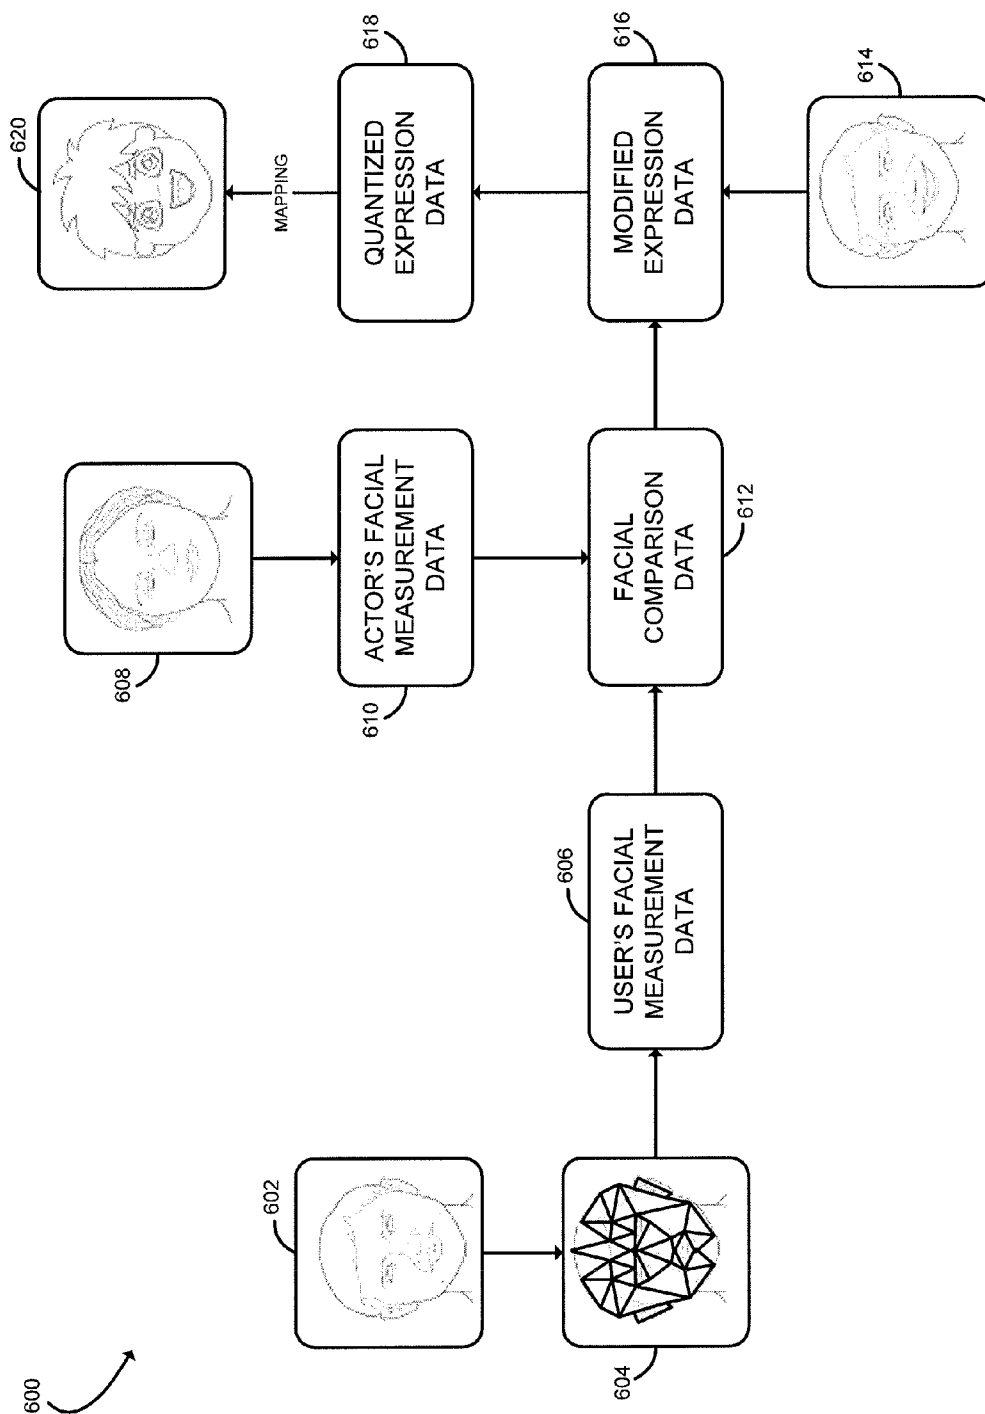 600
602
604
606
USER'S FACIAL
MEASUREMENT
DATA
608
610
ACTOR'S FACIAL
MEASUREMENT
DATA
FACIAL
COMPARISON
DATA
612
620
MAPPING
618
QUANTIZED
EXPRESSION
DATA
616
MODIFIED
EXPRESSION
DATA
614